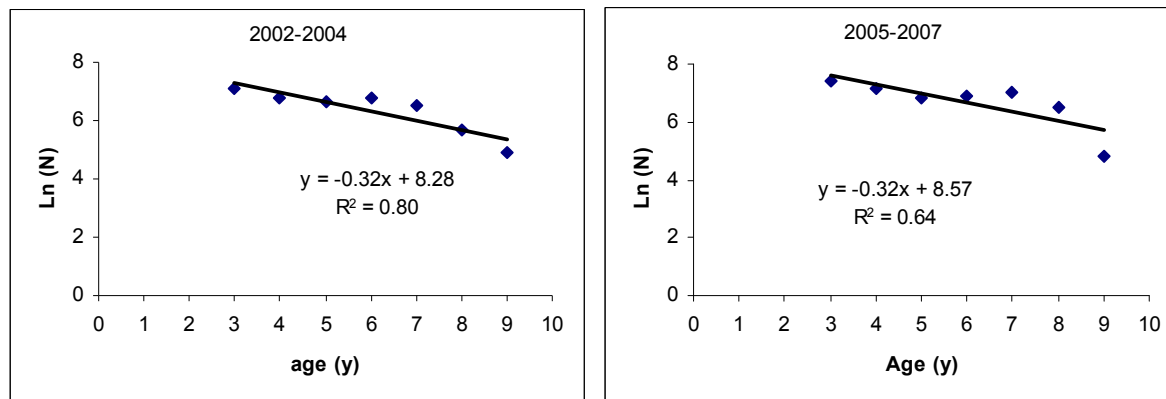 2002-2004
8
6
4
2
0
Ln (N)
y = -0.32x + 8.28
R² = 0.80
0 1 2 3 4 5 6 7 8 9 10
age (y)
2005-2007
8
6
4
2
0
Ln (N)
y = -0.32x + 8.57
R² = 0.64
0 1 2 3 4 5 6 7 8 9 10
Age (y)